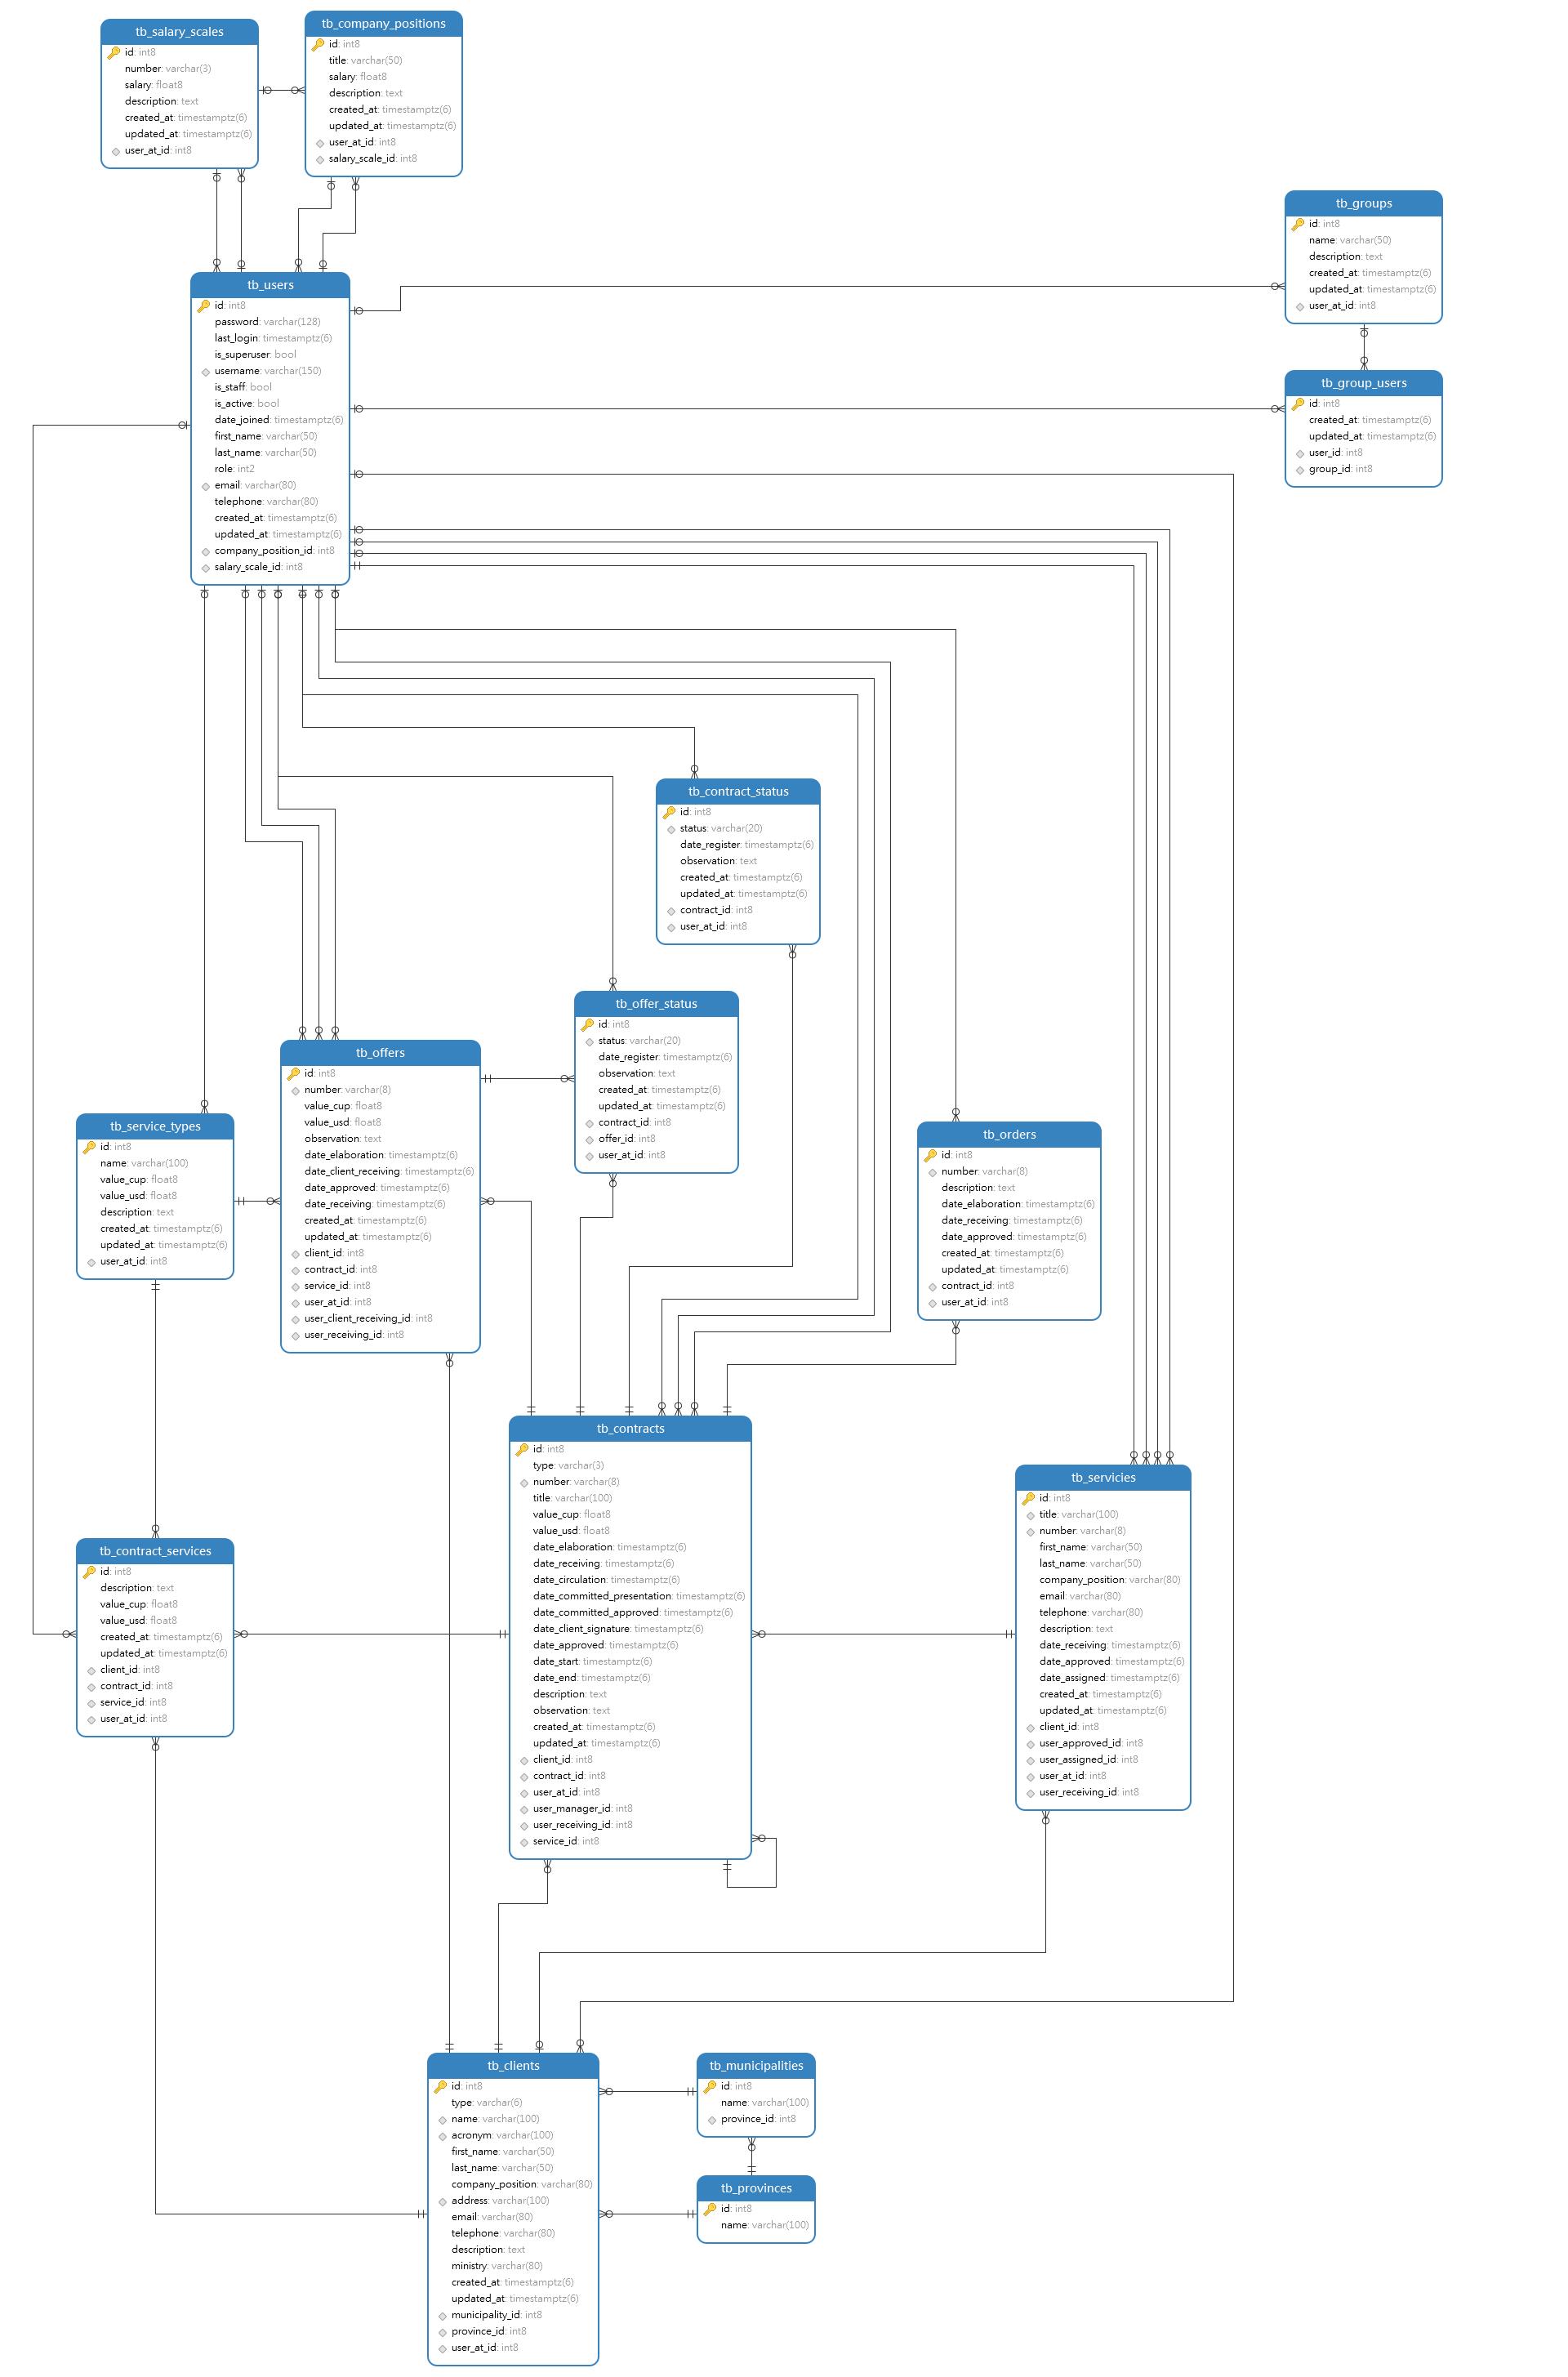 tb_salary_scales
id: int8
number: varchar(3)
salary: float8
description: text
created_at: timestamptz(6)
updated_at: timestamptz(6)
user_at_id: int8
tb_company_positions
id: int8
title: varchar(50)
salary: float8
description: text
created_at: timestamptz(6)
updated_at: timestamptz(6)
user_at_id: int8
salary_scale_id: int8
tb_groups
id: int8
name: varchar(50)
description: text
created_at: timestamptz(6)
updated_at: timestamptz(6)
user_at_id: int8
tb_users
id: int8
password: varchar(128)
last_login: timestamptz(6)
is_superuser: bool
username: varchar(150)
is_staff: bool
is_active: bool
date_joined: timestamptz(6)
first_name: varchar(50)
last_name: varchar(50)
role: int2
email: varchar(80)
telephone: varchar(80)
created_at: timestamptz(6)
updated_at: timestamptz(6)
company_position_id: int8
salary_scale_id: int8
tb_group_users
id: int8
created_at: timestamptz(6)
updated_at: timestamptz(6)
user_id: int8
group_id: int8
tb_contract_status
id: int8
status: varchar(20)
date_register: timestamptz(6)
observation: text
created_at: timestamptz(6)
updated_at: timestamptz(6)
contract_id: int8
user_at_id: int8
tb_offer_status
id: int8
status: varchar(20)
date_register: timestamptz(6)
observation: text
created_at: timestamptz(6)
updated_at: timestamptz(6)
contract_id: int8
offer_id: int8
user_at_id: int8
tb_offers
id: int8
number: varchar(8)
value_cup: float8
value_usd: float8
observation: text
date_elaboration: timestamptz(6)
date_client_receiving: timestamptz(6)
date_approved: timestamptz(6)
date_receiving: timestamptz(6)
created_at: timestamptz(6)
updated_at: timestamptz(6)
client_id: int8
contract_id: int8
service_id: int8
user_at_id: int8
user_client_receiving_id: int8
user_receiving_id: int8
tb_service_types
id: int8
name: varchar(100)
value_cup: float8
value_usd: float8
description: text
created_at: timestamptz(6)
updated_at: timestamptz(6)
user_at_id: int8
tb_orders
id: int8
number: varchar(8)
description: text
date_elaboration: timestamptz(6)
date_receiving: timestamptz(6)
date_approved: timestamptz(6)
created_at: timestamptz(6)
updated_at: timestamptz(6)
contract_id: int8
user_at_id: int8
tb_contracts
id: int8
type: varchar(3)
number: varchar(8)
title: varchar(100)
value_cup: float8
value_usd: float8
date_elaboration: timestamptz(6)
date_receiving: timestamptz(6)
date_circulation: timestamptz(6)
date_committed_presentation: timestamptz(6)
date_committed_approved: timestamptz(6)
date_client_signature: timestamptz(6)
date_approved: timestamptz(6)
date_start: timestamptz(6)
date_end: timestamptz(6)
description: text
observation: text
created_at: timestamptz(6)
updated_at: timestamptz(6)
client_id: int8
contract_id: int8
user_at_id: int8
user_manager_id: int8
user_receiving_id: int8
service_id: int8
tb_servicies
id: int8
title: varchar(100)
number: varchar(8)
first_name: varchar(50)
last_name: varchar(50)
company_position: varchar(80)
email: varchar(80)
telephone: varchar(80)
description: text
date_receiving: timestamptz(6)
date_approved: timestamptz(6)
date_assigned: timestamptz(6)
created_at: timestamptz(6)
updated_at: timestamptz(6)
client_id: int8
user_approved_id: int8
user_assigned_id: int8
user_at_id: int8
user_receiving_id: int8
tb_contract_services
id: int8
description: text
value_cup: float8
value_usd: float8
created_at: timestamptz(6)
updated_at: timestamptz(6)
client_id: int8
contract_id: int8
service_id: int8
user_at_id: int8
tb_clients
id: int8
type: varchar(6)
name: varchar(100)
acronym: varchar(100)
first_name: varchar(50)
last_name: varchar(50)
company_position: varchar(80)
address: varchar(100)
email: varchar(80)
telephone: varchar(80)
description: text
ministry: varchar(80)
created_at: timestamptz(6)
updated_at: timestamptz(6)
municipality_id: int8
province_id: int8
user_at_id: int8
tb_municipalities
id: int8
name: varchar(100)
province_id: int8
tb_provinces
id: int8
name: varchar(100)